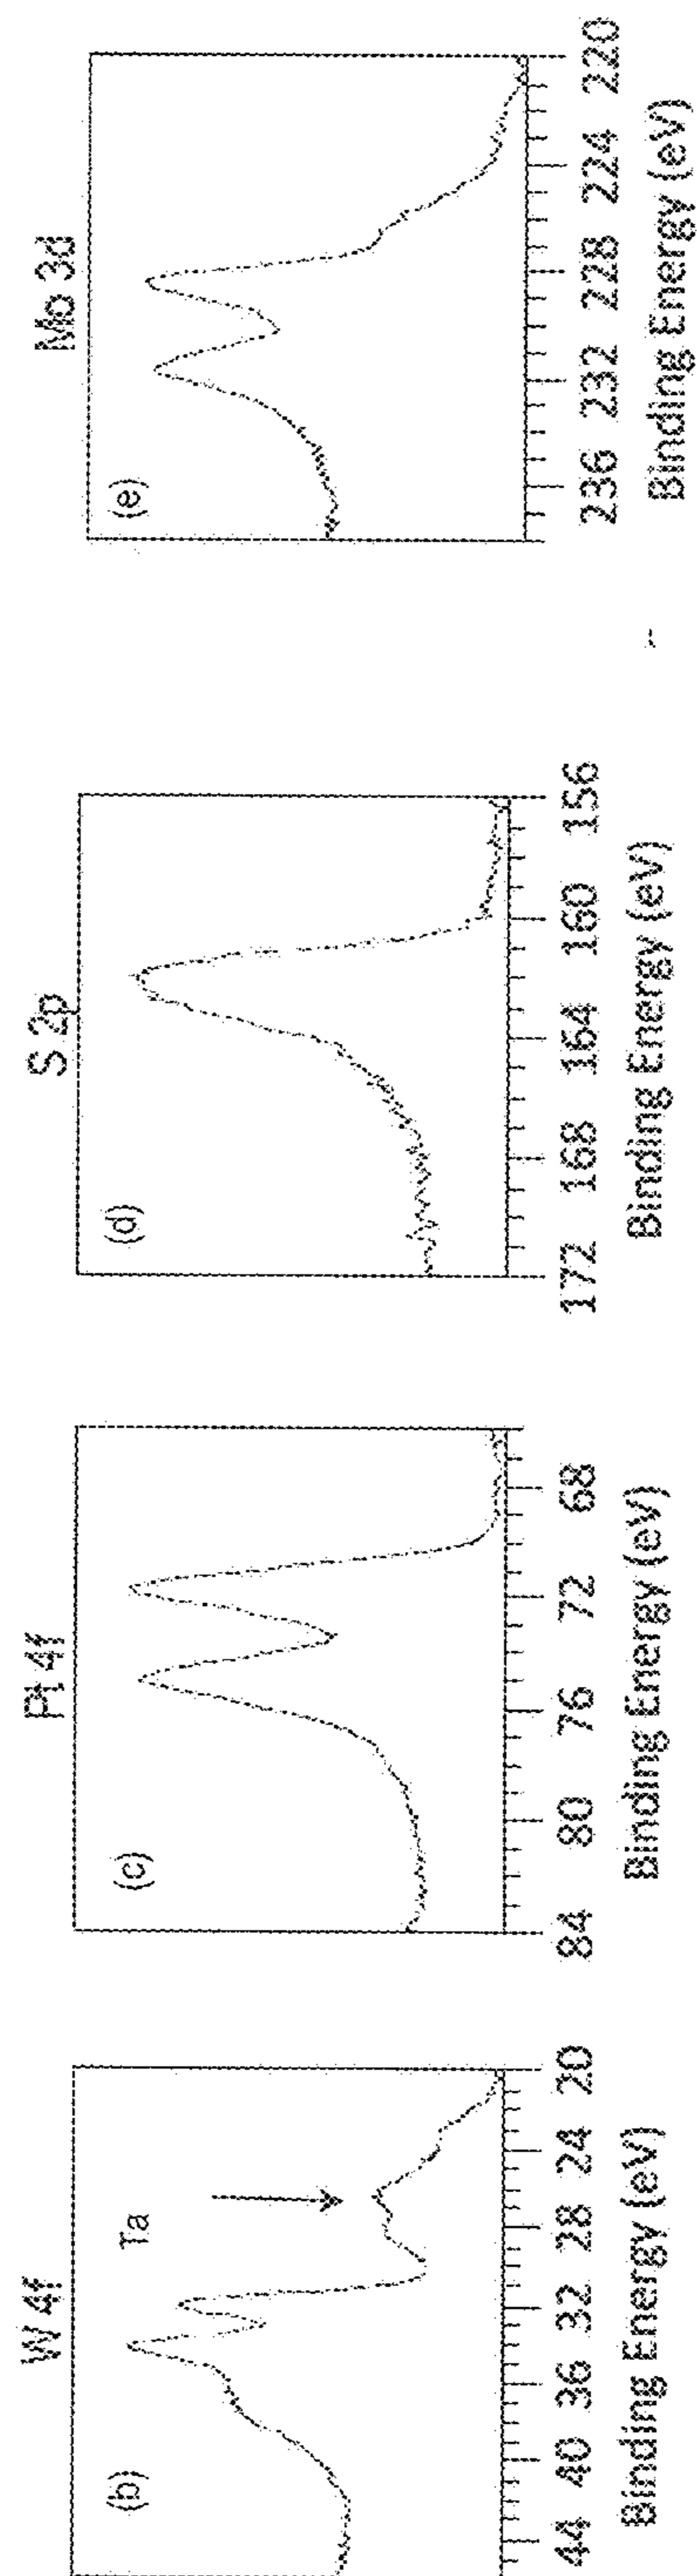 W 4f
(b)
Ta
44 40 36 32 28 24 20
Binding Energy (eV)
Pt 4f
(c)
84 80 76 72 68
Binding Energy (eV)
S 2p
(d)
172 168 164 160 156
Binding Energy (eV)
Mo 3d
(e)
236 232 228 224 220
Binding Energy (eV)